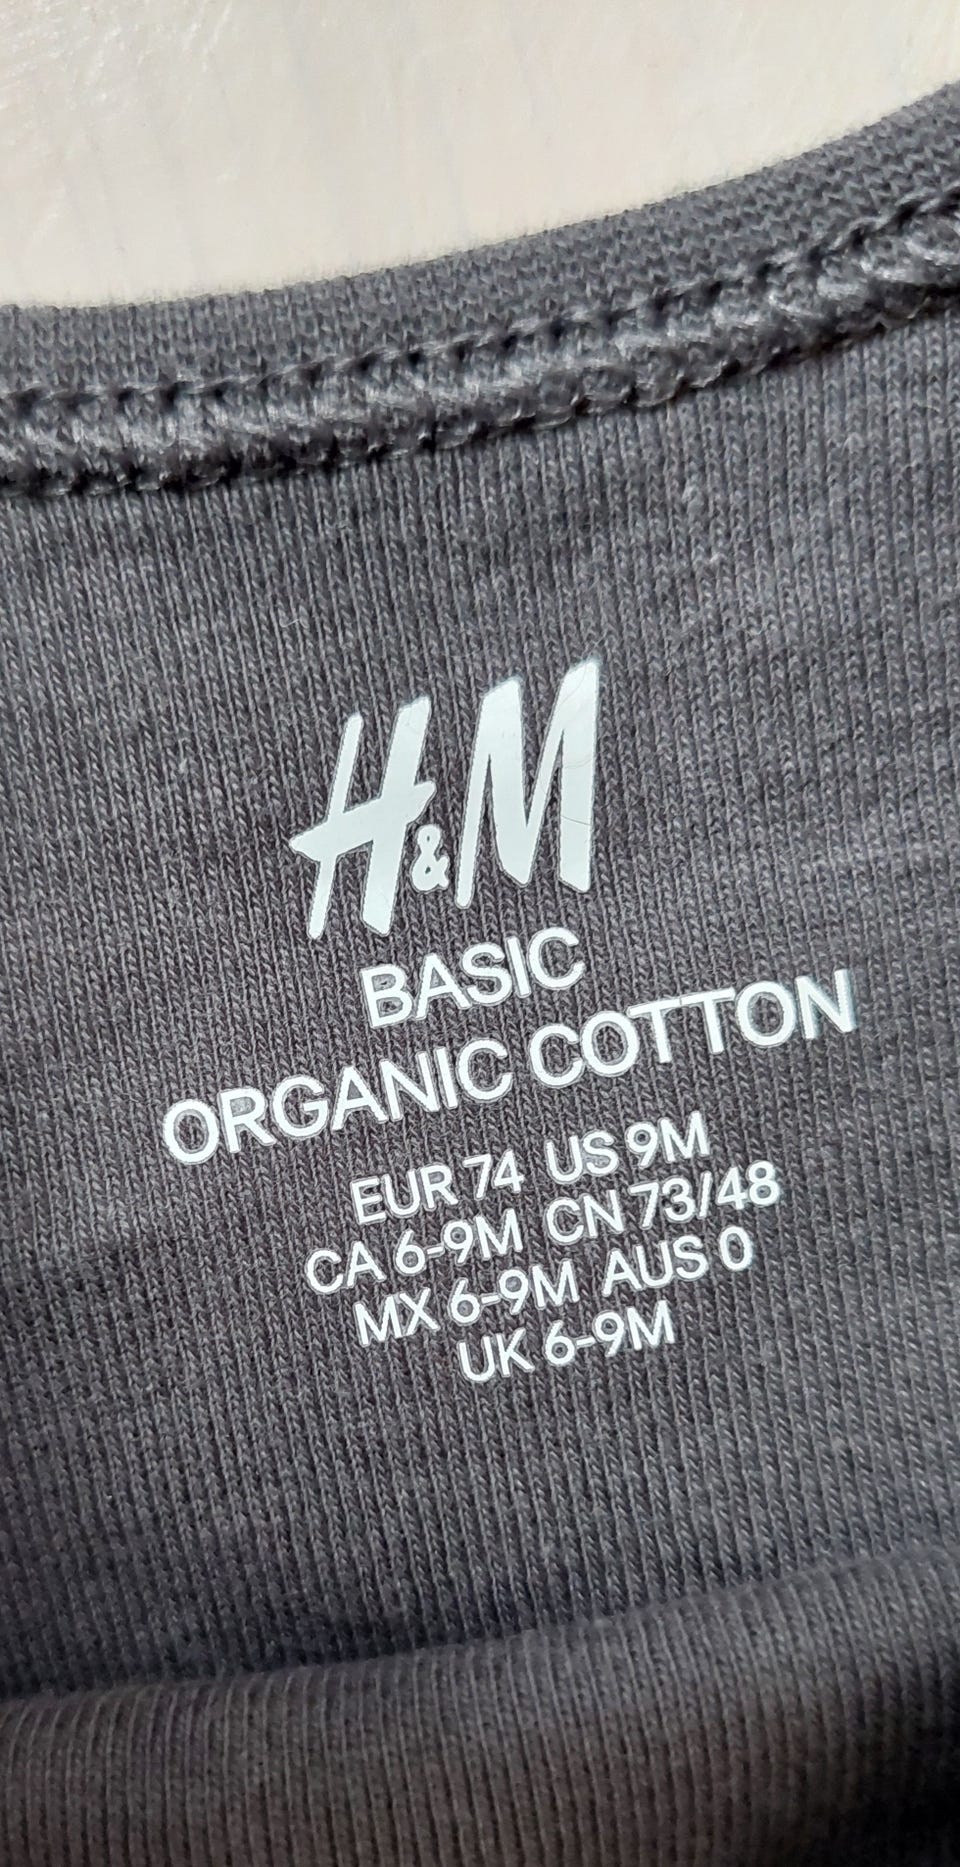 H&M
BASIC
ORGANIC COTTON
EUR 74 US 9M
CA 6-9M CN 73/48
MX 6-9M AUS 0
UK 6-9M